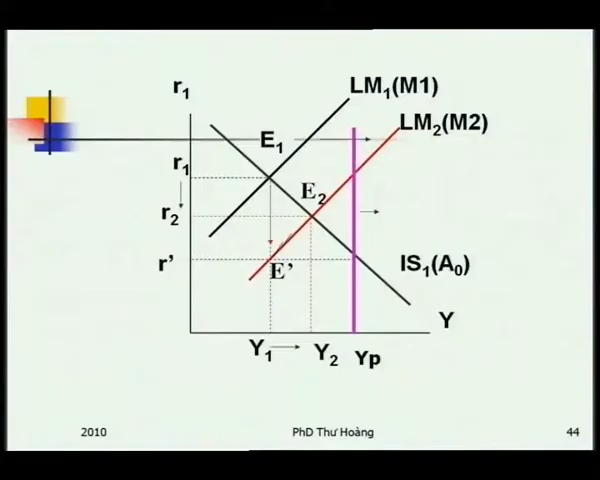 r₁
LM₁(M1)
LM₂(M2)
E₁
r₁
E₂
r₂
r’
E’
IS₁(A₀)
Y
Y₁
Y₂
Yp
2010
PhD Thư Hoàng
44